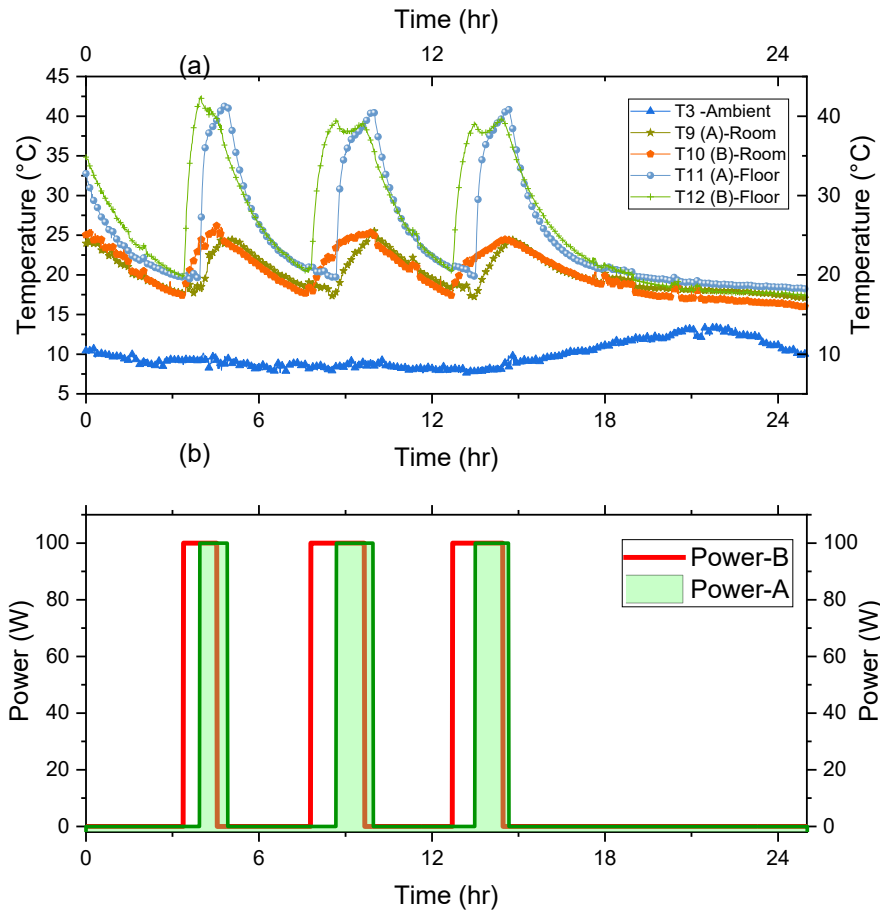 Time (hr)
0 12 24
(a)
45
40
35
30
25
20
15
10
5
Temperature (°C)
T3 -Ambient
T9 (A)-Room
T10 (B)-Room
T11 (A)-Floor
T12 (B)-Floor
40
30
20
10
Temperature (°C)
0 6 12 18 24
Time (hr)
(b)
100
80
60
40
20
0
Power (W)
Power-B
Power-A
100
80
60
40
20
0
Power (W)
0 6 12 18 24
Time (hr)